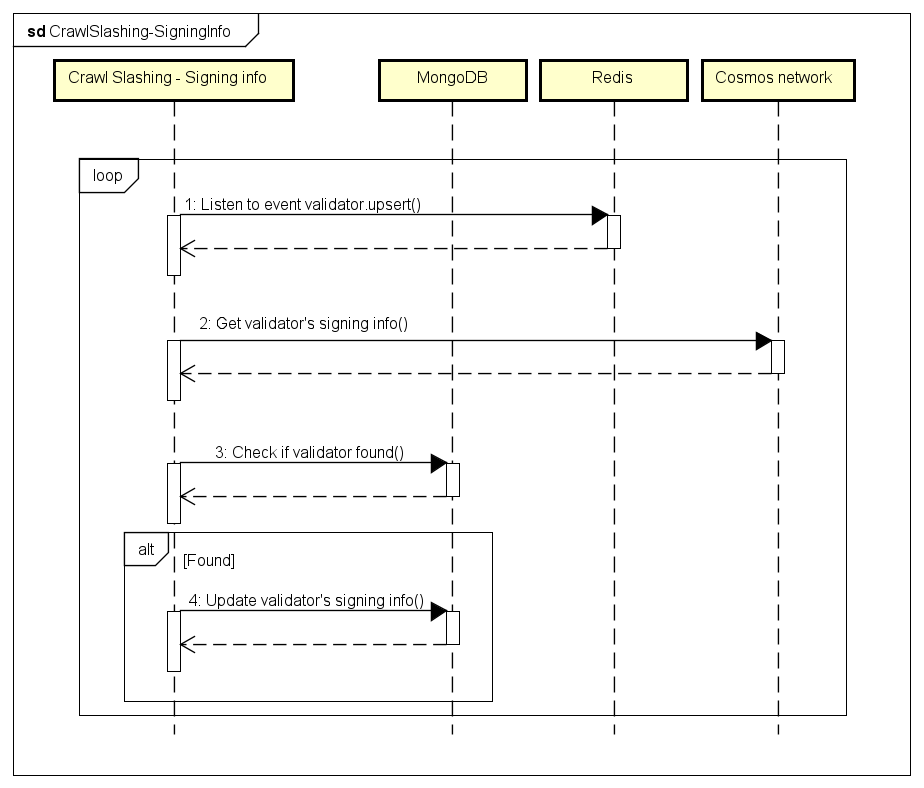 sd CrawlSlashing-SigningInfo
Crawl Slashing - Signing info
MongoDB
Redis
Cosmos network
loop
1: Listen to event validator.upsert()
2: Get validator's signing info()
3: Check if validator found()
alt
[Found]
4: Update validator's signing info()